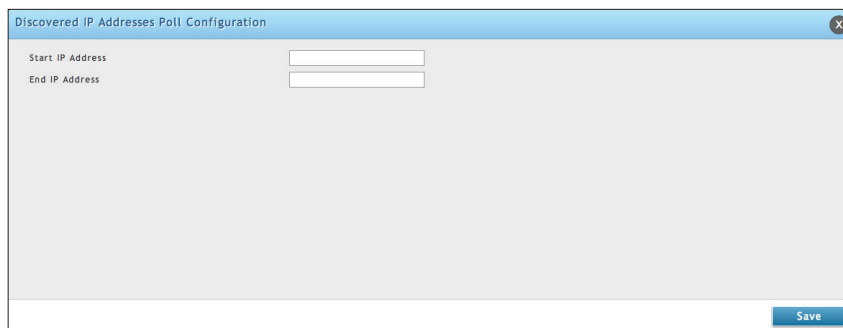 Discovered IP Addresses Poll Configuration
X
Start IP Address
End IP Address
Save